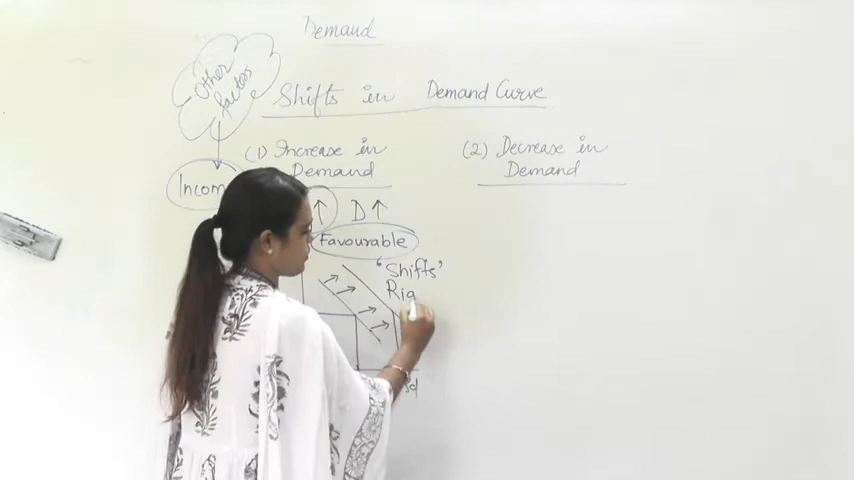 Demand
Other
factors
Shifts in Demand Curve
(1) Increase in
Demand
(2) Decrease in
Demand
Incom
↑ D ↑
Favourable
'Shifts'
Rig